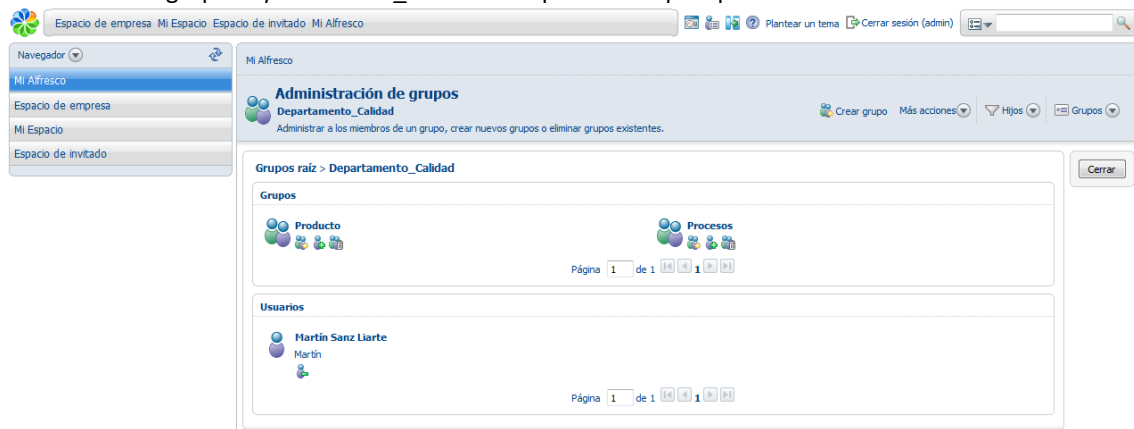 Espacio de empresa Mi Espacio Espacio de invitado Mi Alfresco
Plantear un tema Cerrar sesión (admin)
Navegador
Mi Alfresco
Espacio de empresa
Mi Espacio
Espacio de invitado
Mi Alfresco
Administración de grupos
Departamento_Calidad
Administrar a los miembros de un grupo, crear nuevos grupos o eliminar grupos existentes.
Crear grupo Más acciones Hijos Grupos
Grupos raíz > Departamento_Calidad
Cerrar
Grupos
Producto
Procesos
Página 1 de 1 1
Usuarios
Martín Sanz Liarte
Martín
Página 1 de 1 1